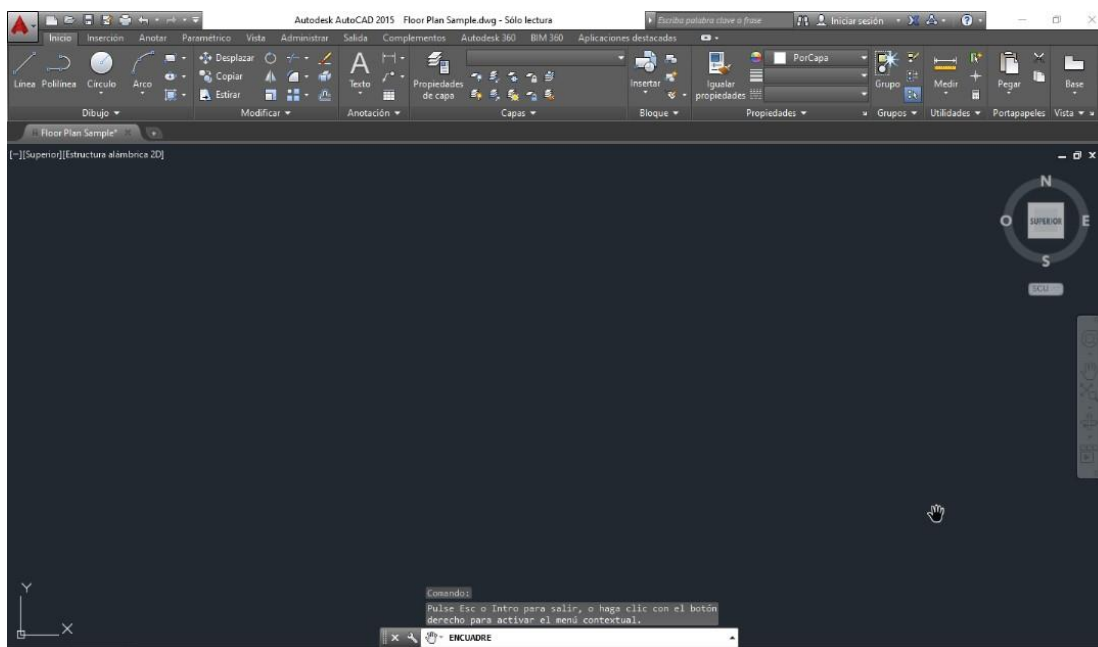 Autodesk AutoCAD 2015 Floor Plan Sample.dwg - Sólo lectura
Escriba palabra clave o frase
Iniciar sesión
Inicio Inserción Anotar Paramétrico Vista Administrar Salida Complementos Autodesk 360 BIM 360 Aplicaciones destacadas
Línea Polilínea Círculo Arco
Desplazar
Copiar
Estirar
Texto
Propiedades
de capa
Insertar
Igualar
propiedades
PorCapa
Grupo
Medir
Pegar
Base
Dibujo Modificar Anotación Capas Bloque Propiedades Grupos Utilidades Portapapeles Vista
Floor Plan Sample*
[-][Superior][Estructura alámbrica 2D]
N
O SUPERIOR E
S
SCU
Y
X
Comando:
Pulse Esc o Intro para salir, o haga clic con el botón
derecho para activar el menú contextual.
ENCUADRE